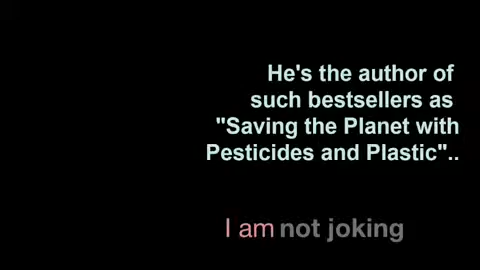 He's the author of
such bestsellers as
"Saving the Planet with
Pesticides and Plastic"..
I am not joking